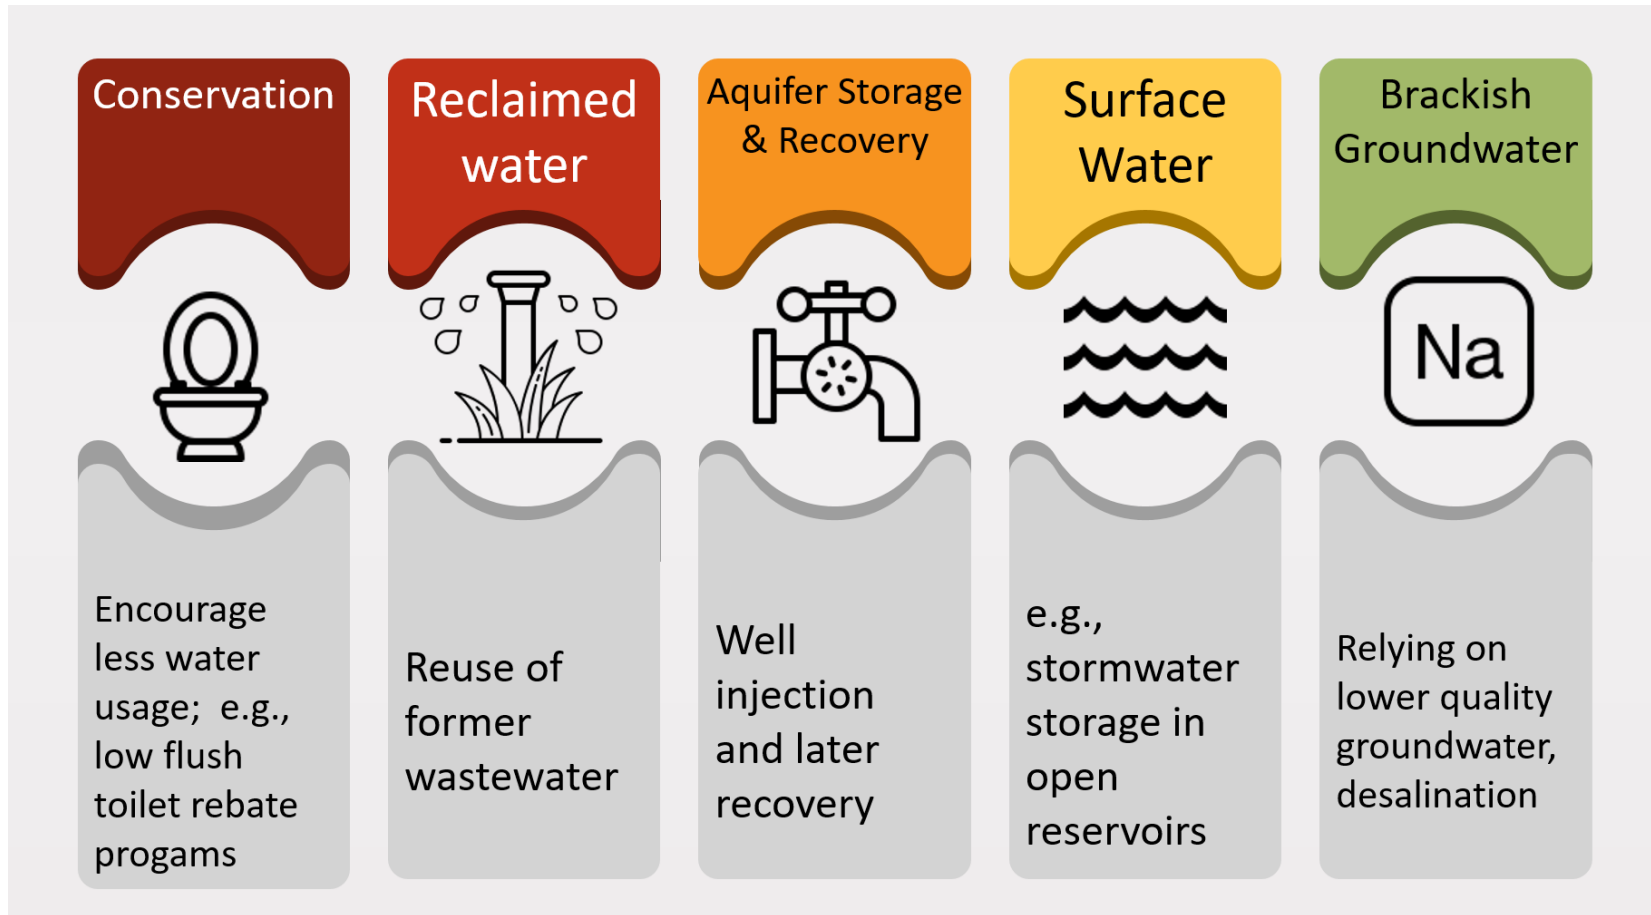 Conservation
Encourage
less water
usage;  e.g.,
low flush
toilet rebate
progams
Reclaimed
water
Reuse of
former
wastewater
Aquifer Storage
& Recovery
Well
injection
and later
recovery
Surface
Water
e.g.,
stormwater
storage in
open
reservoirs
Brackish
Groundwater
Na
Relying on
lower quality
groundwater,
desalination